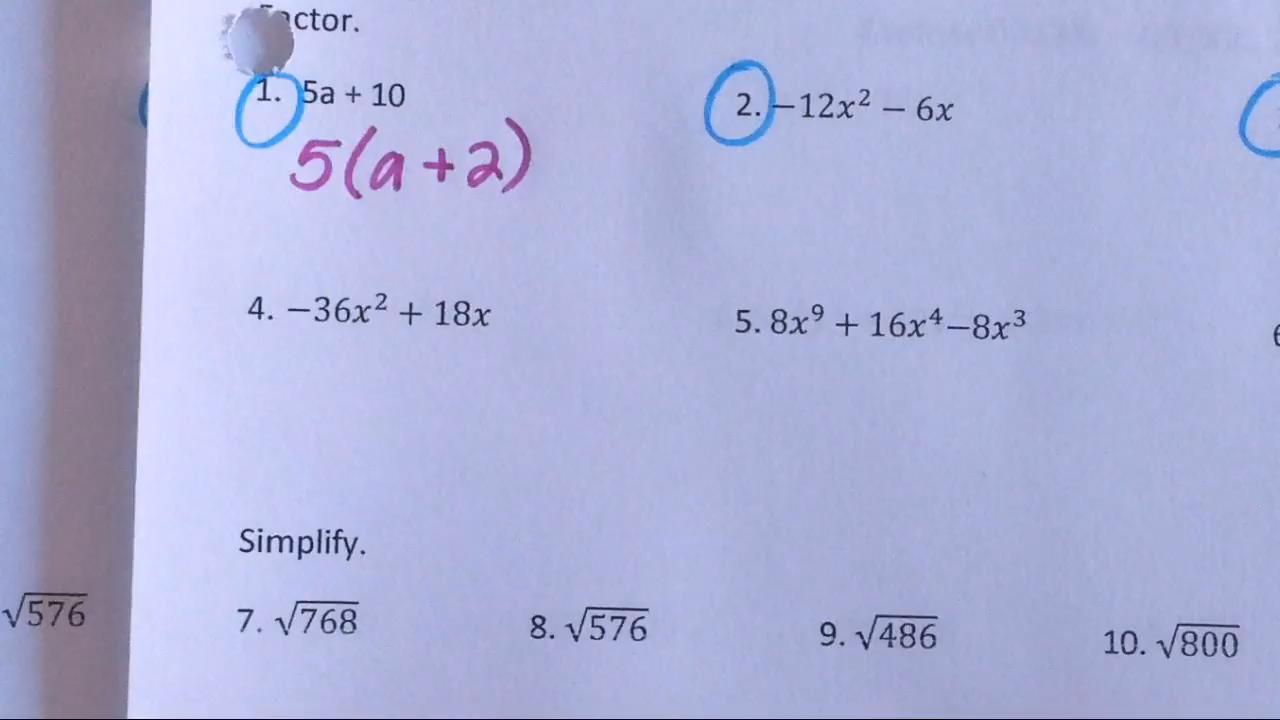 Factor.
1. 5a + 10
2. −12x² − 6x
5(a + 2)
4. −36x² + 18x
5. 8x⁹ + 16x⁴−8x³
Simplify.
√576
7. √768
8. √576
9. √486
10. √800